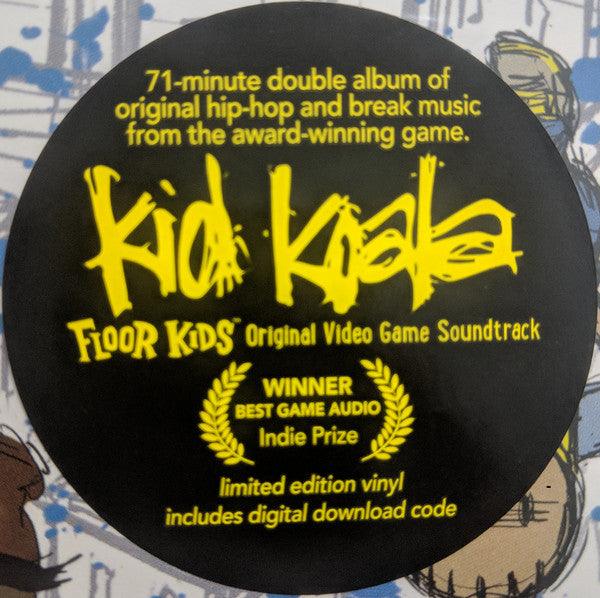 71-minute double album of
original hip-hop and break music
from the award-winning game.
kid koala
FLOOR KIDS™ Original Video Game Soundtrack
WINNER
BEST GAME AUDIO
Indie Prize
limited edition vinyl
includes digital download code